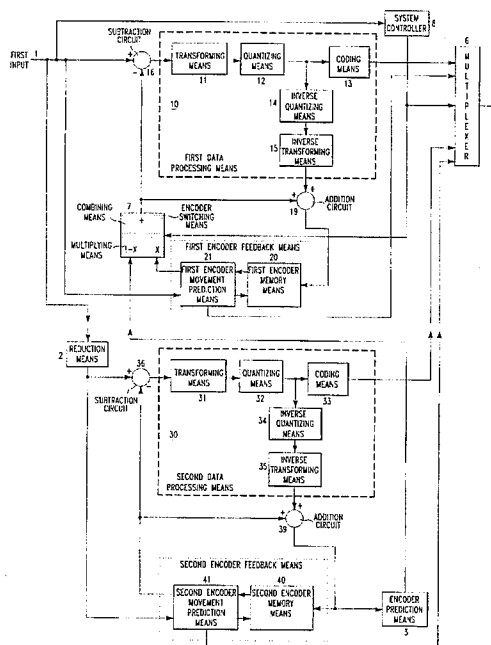 SYSTEM
CONTROLLER
8
FIRST
INPUT
1
SUBTRACTION
CIRCUIT
+
−
16
TRANSFORMING
MEANS
11
QUANTIZING
MEANS
12
CODING
MEANS
13
6
MULTIPLEXER
10
14
INVERSE
QUANTIZING
MEANS
15
INVERSE
TRANSFORMING
MEANS
FIRST DATA
PROCESSING MEANS
+
+
ADDITION
CIRCUIT
19
7
COMBINING
MEANS
+
ENCODER
SWITCHING
MEANS
MULTIPLYING
MEANS
1-X
X
FIRST ENCODER FEEDBACK MEANS
21
FIRST ENCODER
MOVEMENT
PREDICTION
MEANS
20
FIRST ENCODER
MEMORY
MEANS
REDUCTION
MEANS
2
36
+
−
SUBTRACTION
CIRCUIT
TRANSFORMING
MEANS
31
QUANTIZING
MEANS
32
CODING
MEANS
33
30
34
INVERSE
QUANTIZING
MEANS
35
INVERSE
TRANSFORMING
MEANS
SECOND DATA
PROCESSING MEANS
+
+
ADDITION
CIRCUIT
39
SECOND ENCODER FEEDBACK MEANS
41
SECOND ENCODER
MOVEMENT
PREDICTION
MEANS
40
SECOND ENCODER
MEMORY
MEANS
ENCODER
PREDICTION
MEANS
3